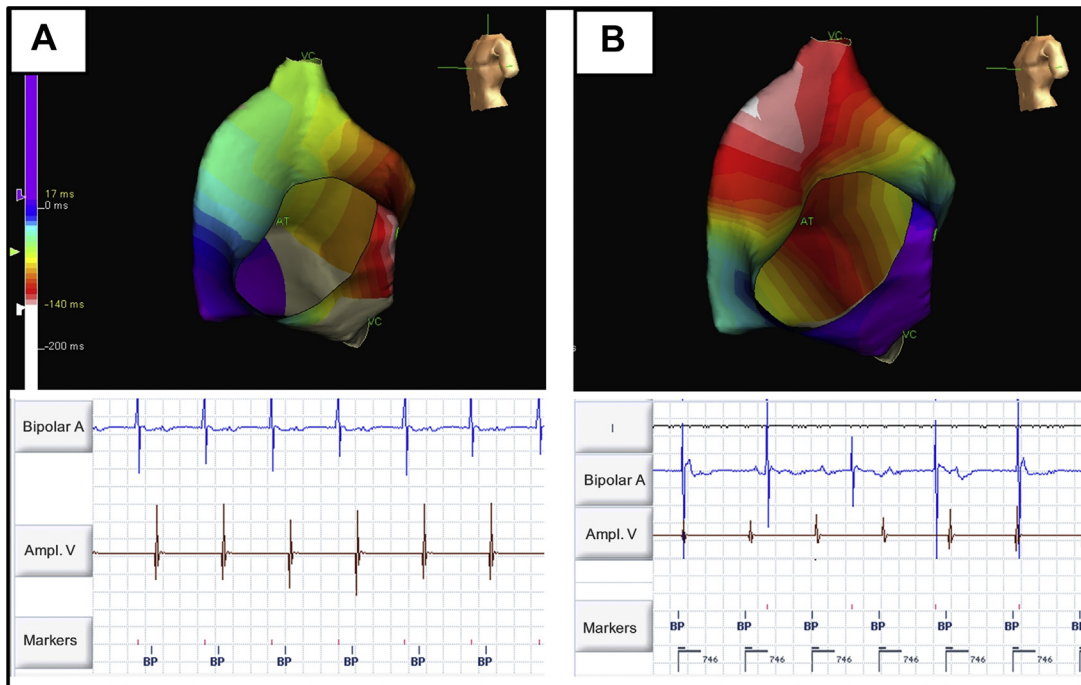 A
VC
17 ms
0 ms
AT
-140 ms
VC
-200 ms
Bipolar A
Ampl. V
Markers
BP BP BP BP BP BP
B
VC
AT
VC
s
I
Bipolar A
Ampl. V
Markers
BP BP BP BP BP BP BP
746 746 746 746 746 746